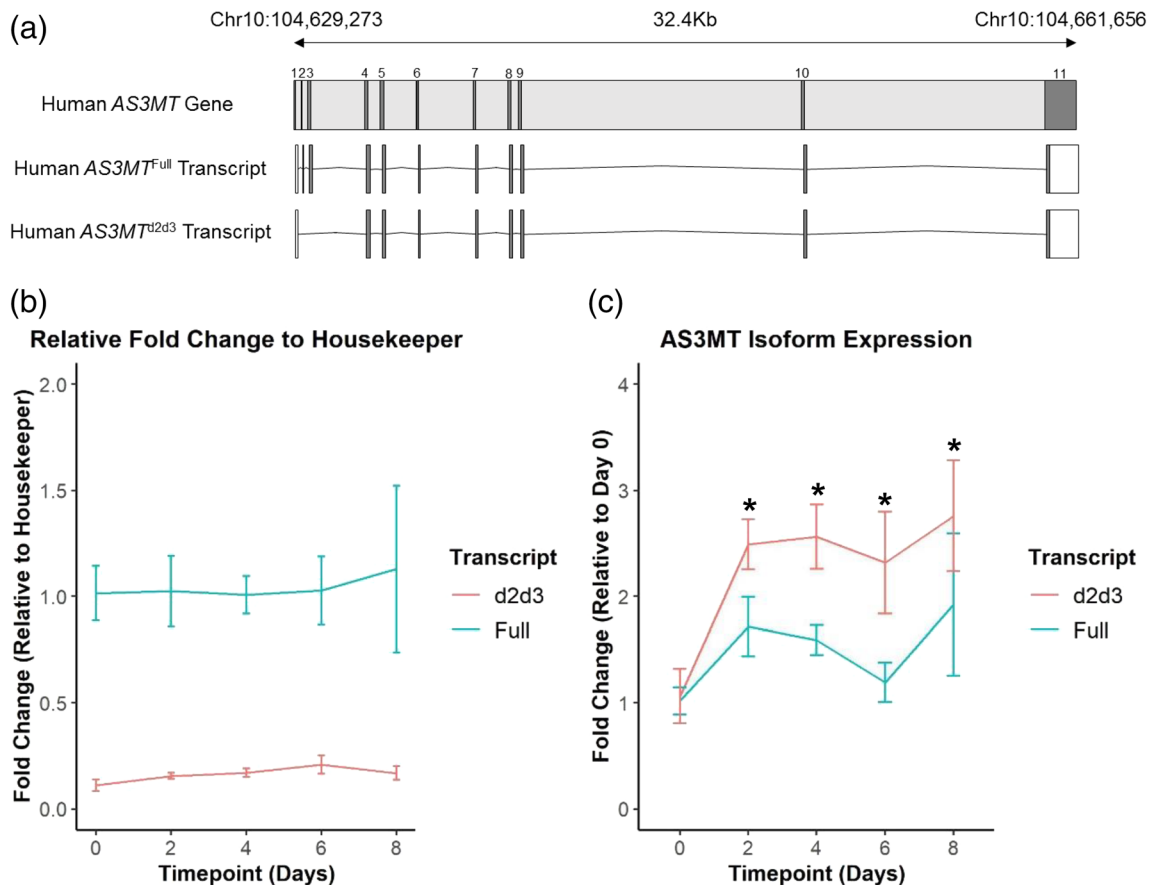 (a)
Chr10:104,629,273 32.4Kb Chr10:104,661,656
1 2 3 4 5 6 7 8 9 10 11
Human AS3MT Gene
Human AS3MTFull Transcript
Human AS3MTd2d3 Transcript
(b)
Relative Fold Change to Housekeeper
Fold Change (Relative to Housekeeper)
2.0
1.5
1.0
0.5
0.0
0 2 4 6 8
Timepoint (Days)
Transcript
d2d3
Full
(c)
AS3MT Isoform Expression
Fold Change (Relative to Day 0)
4
3
2
1
0
* * * *
0 2 4 6 8
Timepoint (Days)
Transcript
d2d3
Full